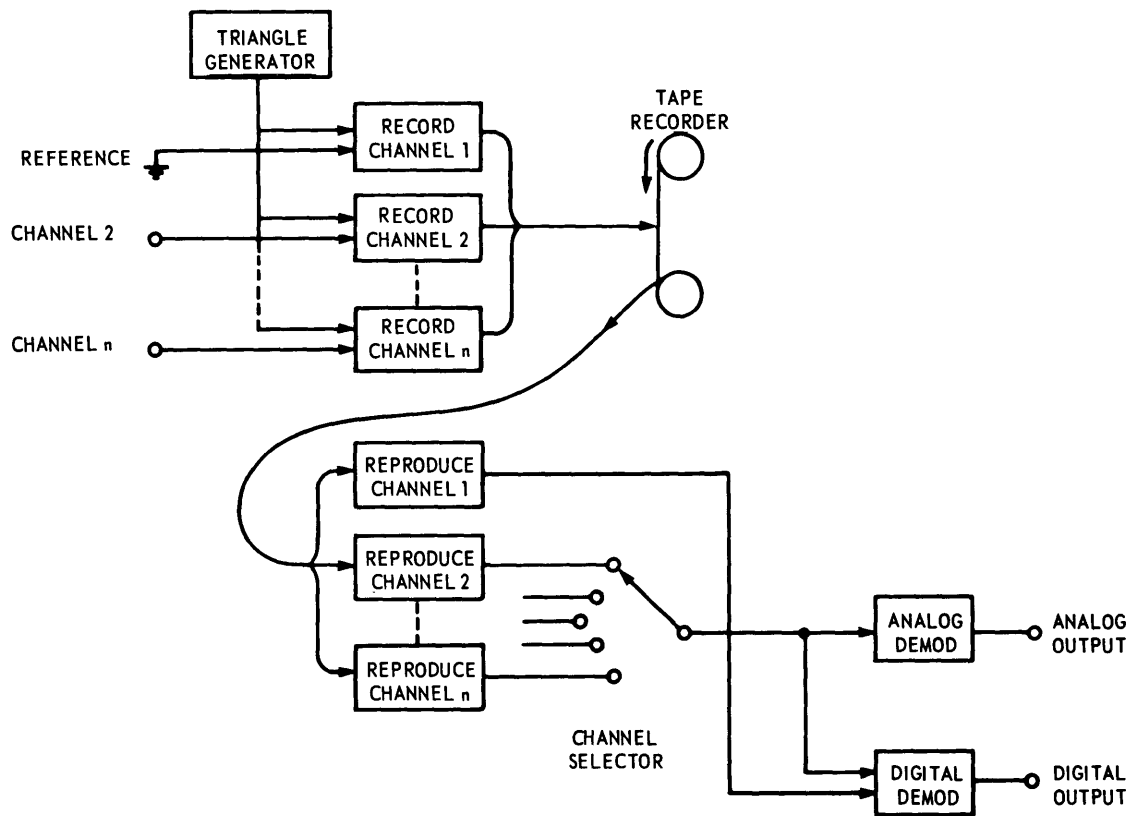 TRIANGLE
GENERATOR
RECORD
CHANNEL 1
TAPE
RECORDER
REFERENCE
RECORD
CHANNEL 2
CHANNEL 2
RECORD
CHANNEL n
CHANNEL n
REPRODUCE
CHANNEL 1
REPRODUCE
CHANNEL 2
REPRODUCE
CHANNEL n
ANALOG
DEMOD
ANALOG
OUTPUT
CHANNEL
SELECTOR
DIGITAL
DEMOD
DIGITAL
OUTPUT